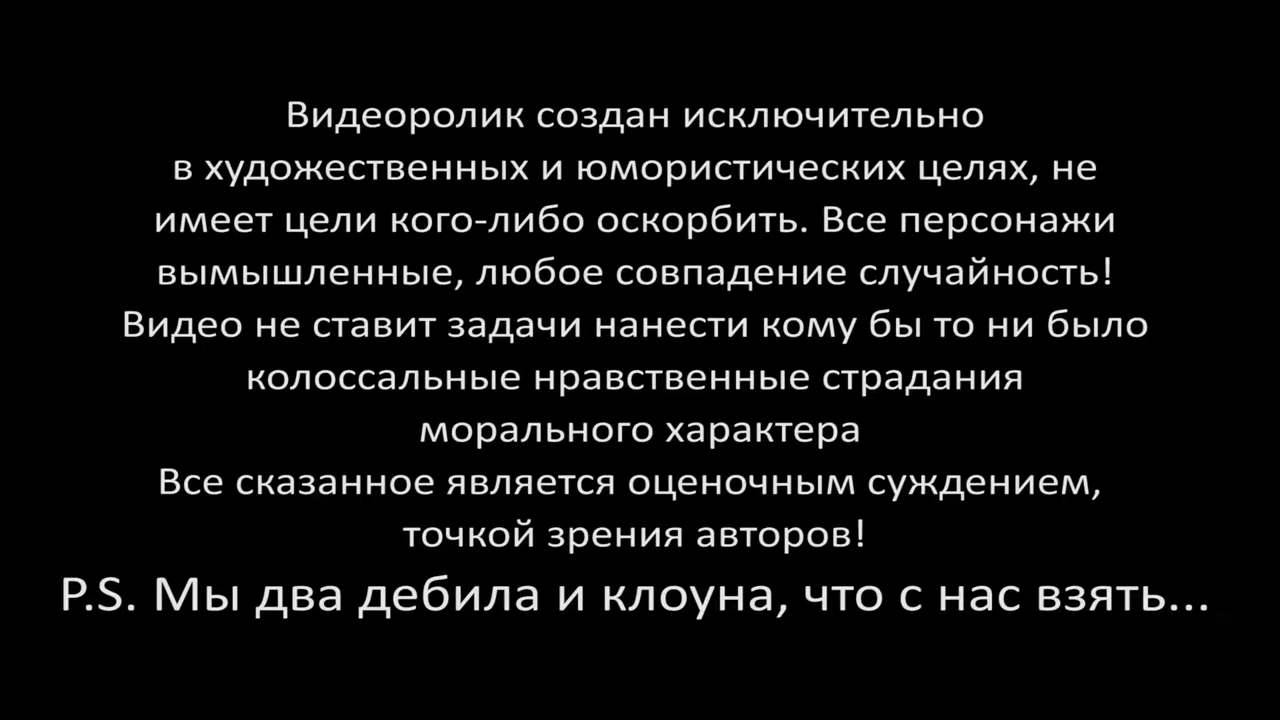 Видеоролик создан исключительно
в художественных и юмористических целях, не
имеет цели кого-либо оскорбить. Все персонажи
вымышленные, любое совпадение случайность!
Видео не ставит задачи нанести кому бы то ни было
колоссальные нравственные страдания
морального характера
Все сказанное является оценочным суждением,
точкой зрения авторов!
P.S. Мы два дебила и клоуна, что с нас взять...